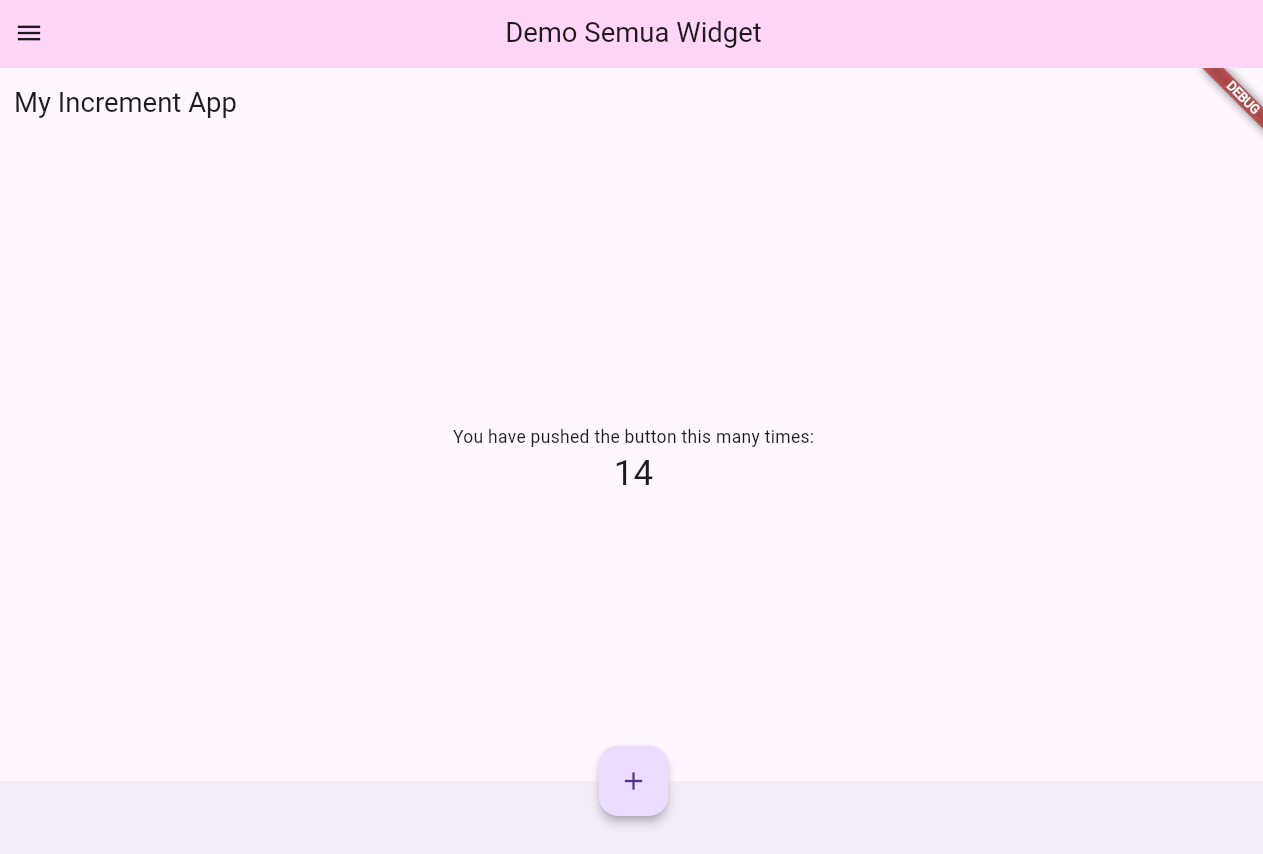 Demo Semua Widget
My Increment App
DEBUG
You have pushed the button this many times:
14